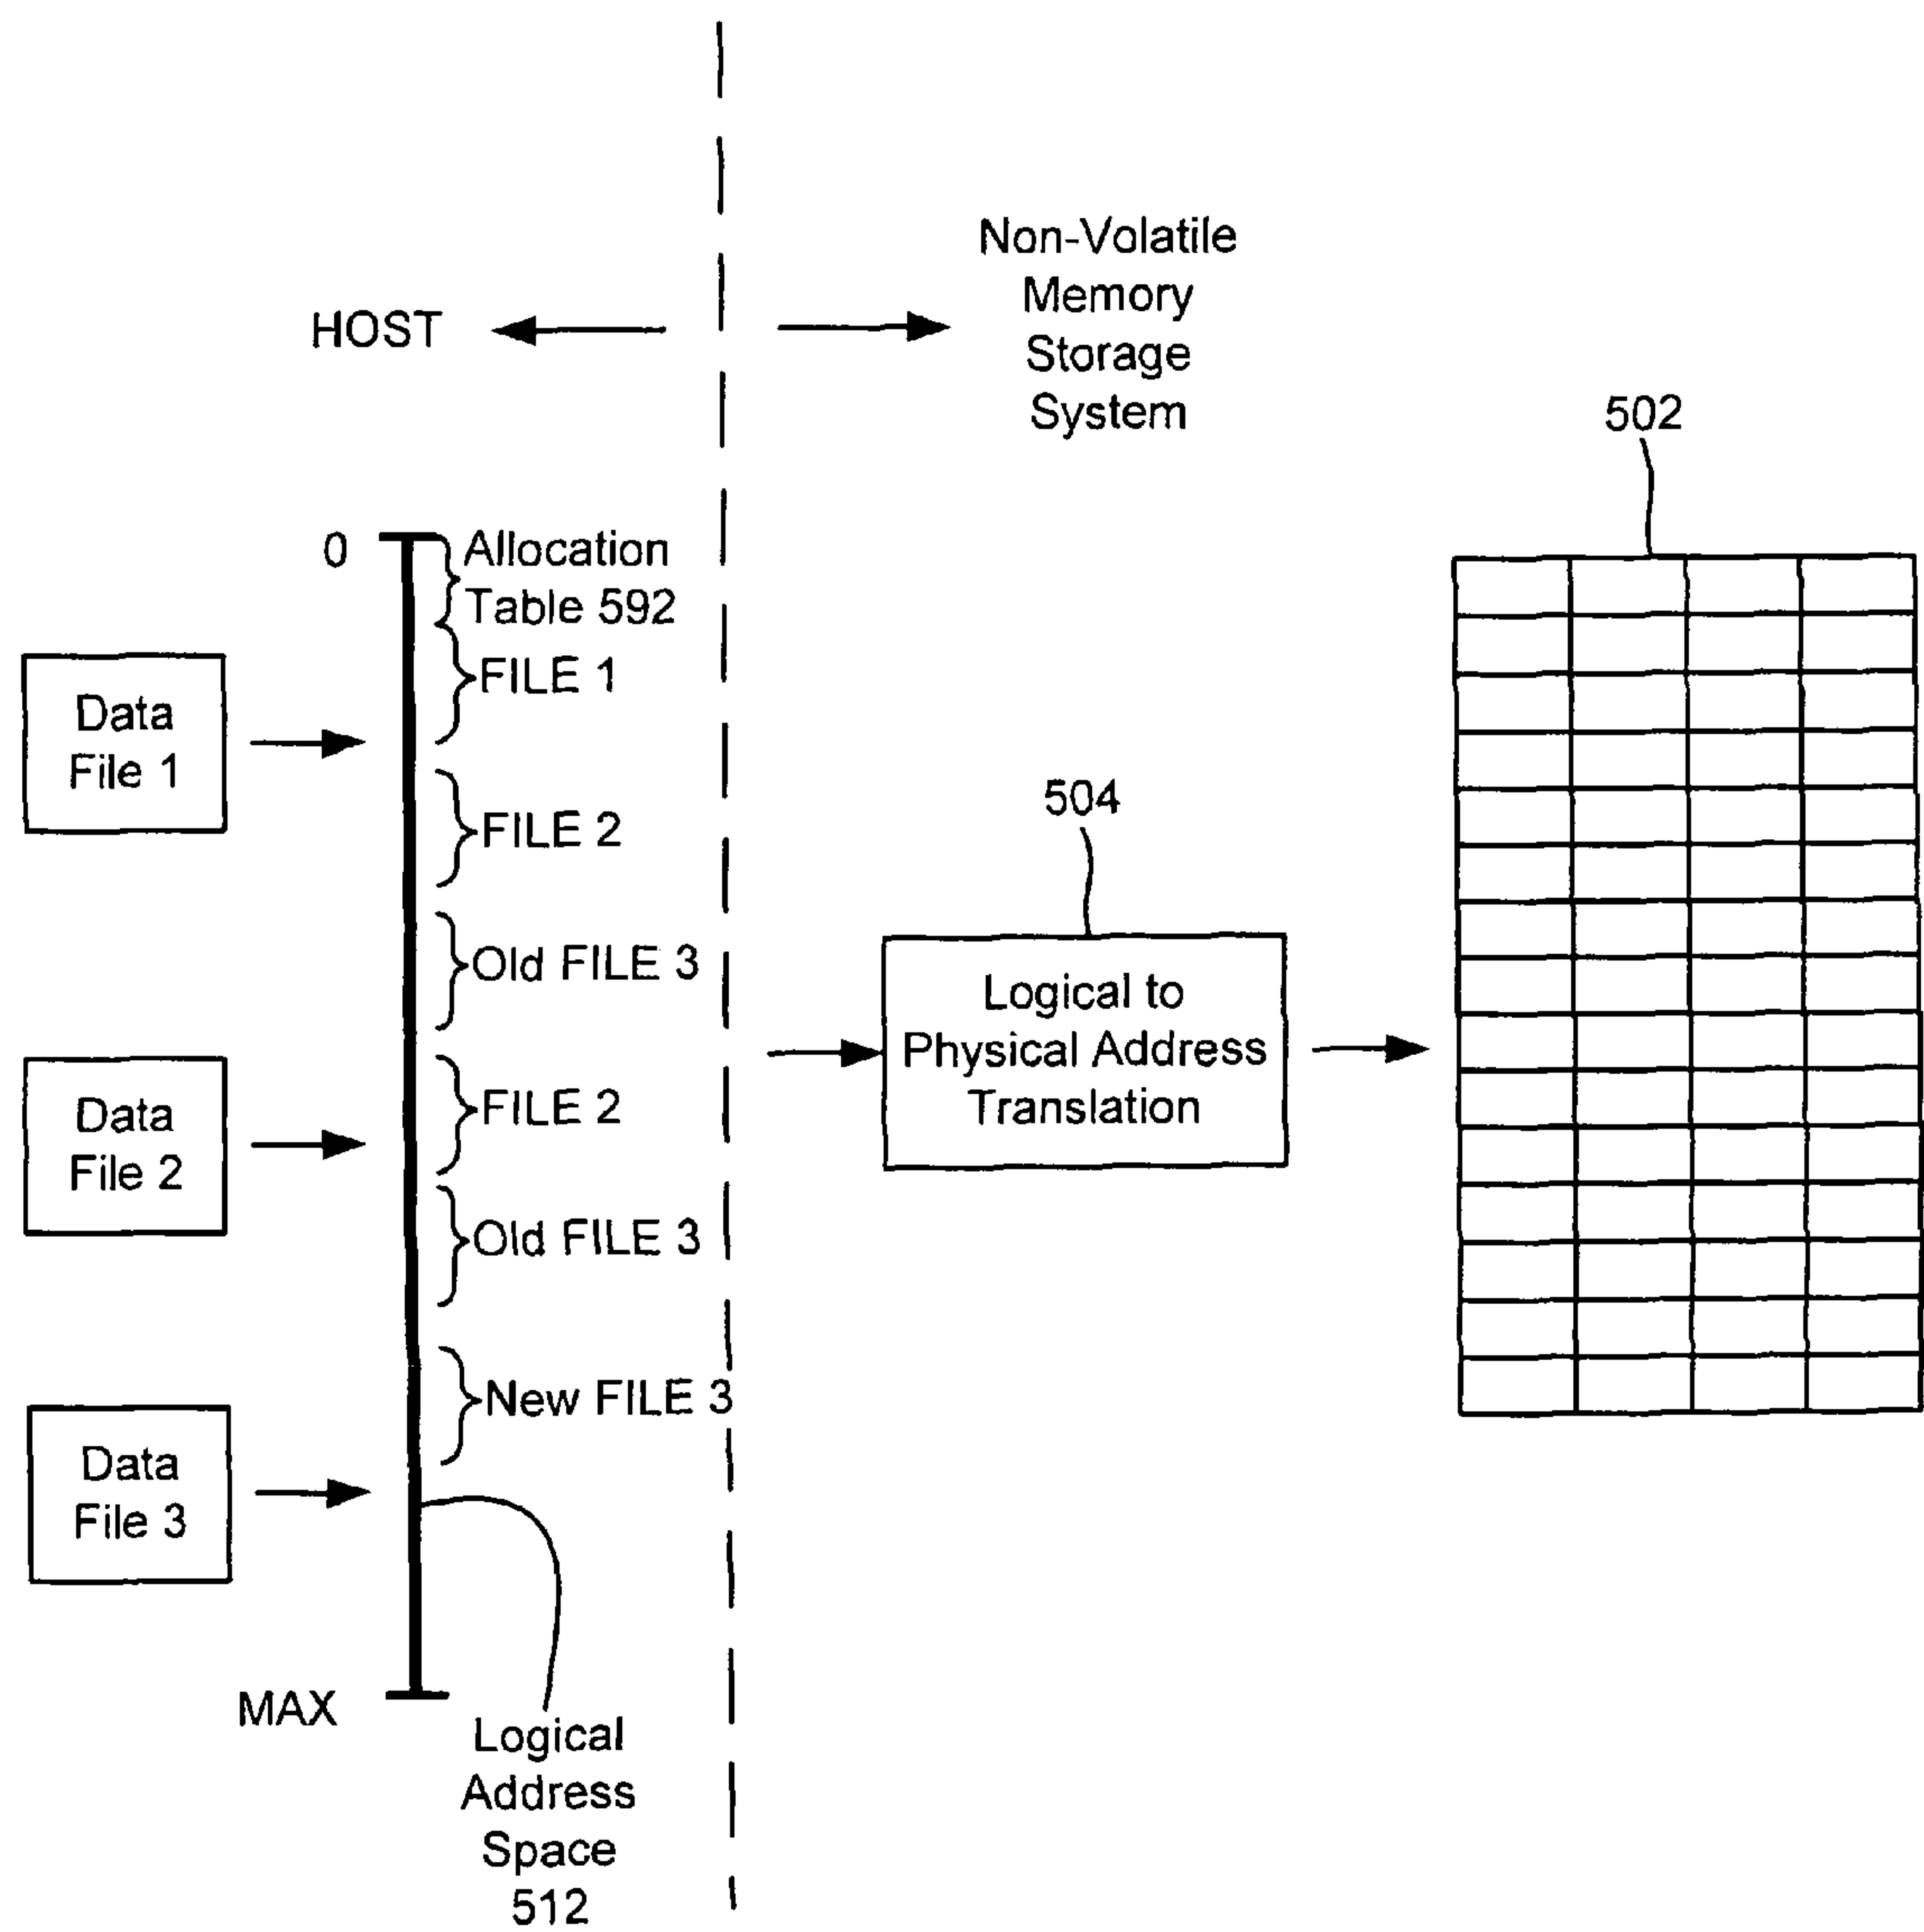 Non-Volatile
Memory
Storage
System
HOST
502
0
Allocation
Table 592
FILE 1
Data
File 1
FILE 2
504
Old FILE 3
Logical to
Physical Address
Translation
Data
File 2
FILE 2
Old FILE 3
New FILE 3
Data
File 3
MAX
Logical
Address
Space
512